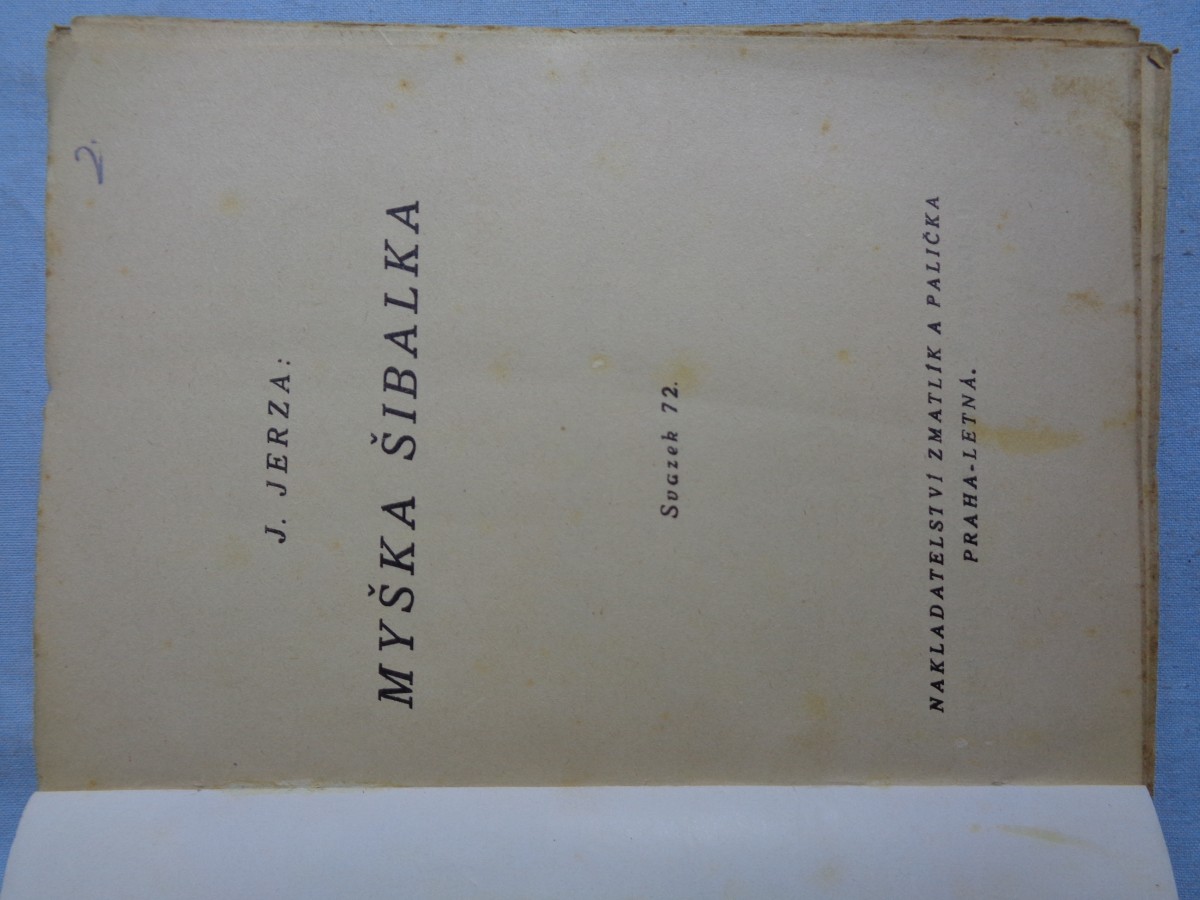 2.
J. JERZA:
MYŠKA ŠIBALKA
Svazek 72.
NAKLADATELSTVÍ ZMATLÍK A PALIČKA
PRAHA-LETNÁ.